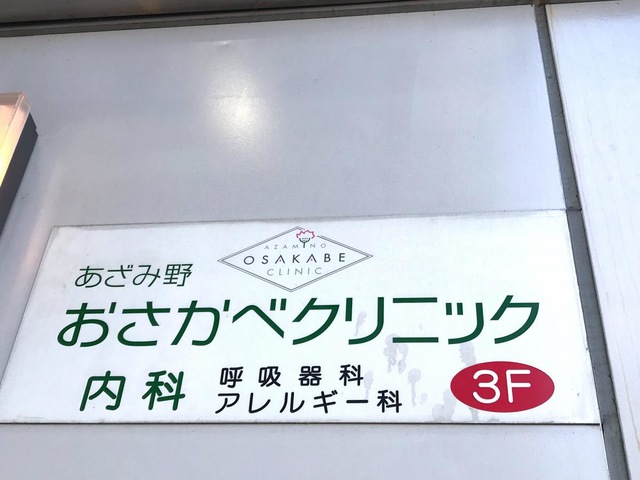 AZAMINO
OSAKABE
CLINIC
あざみ野
おさかべクリニック
内科
呼吸器科
アレルギー科
3F